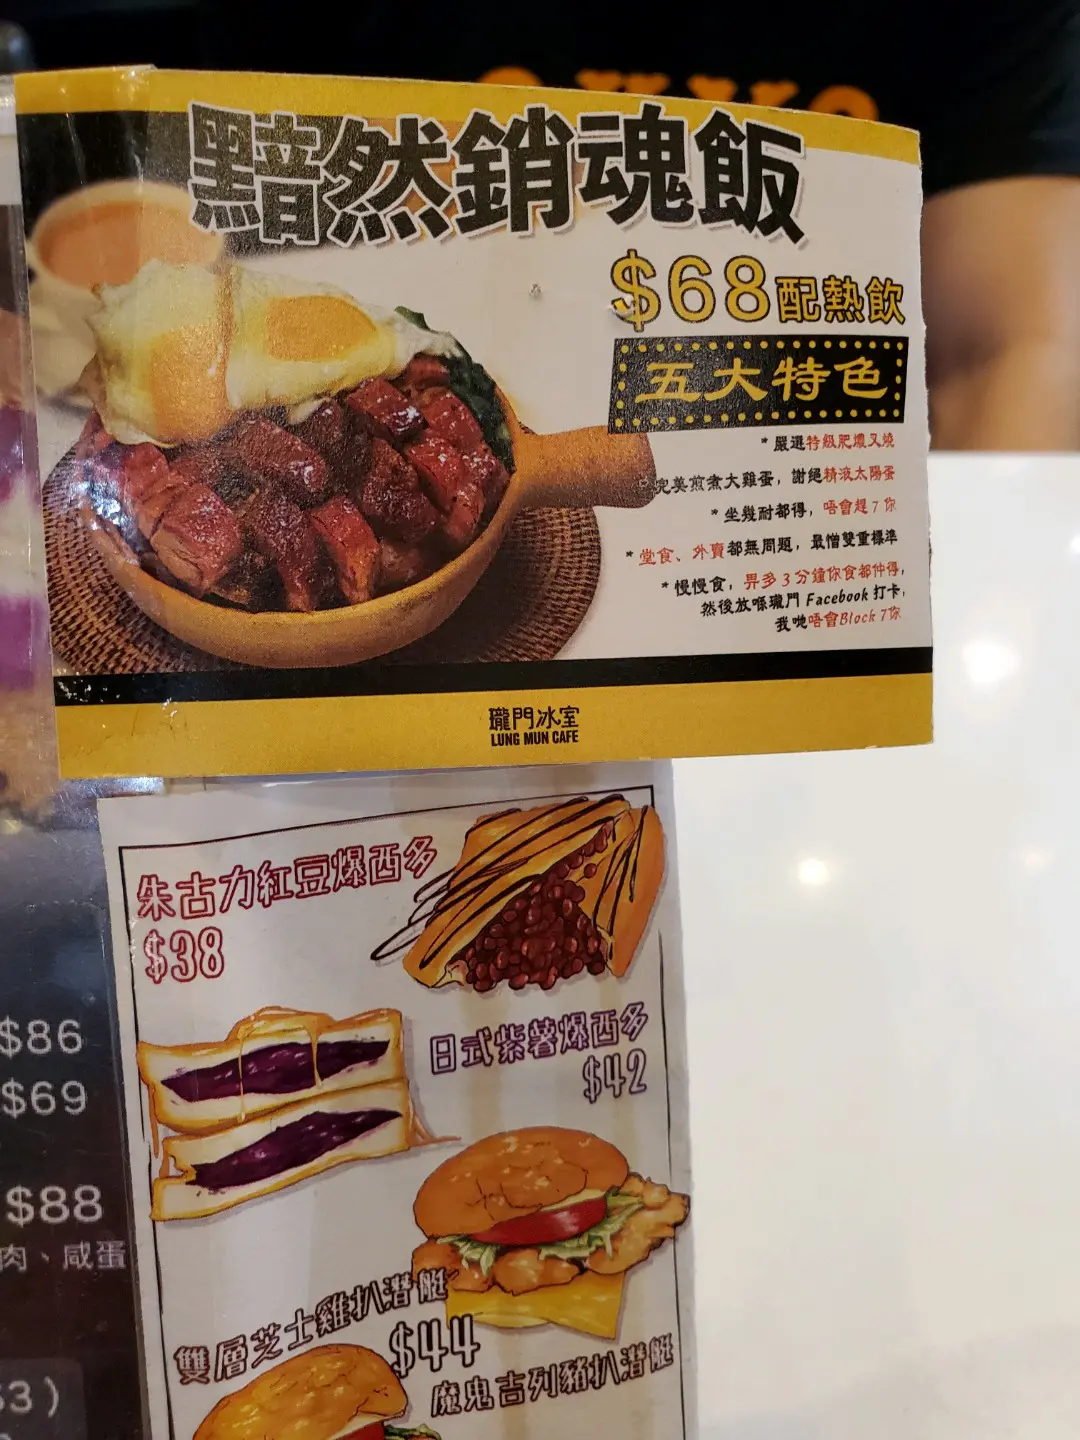 黯然銷魂飯
$68配熱飲
五大特色
* 嚴選特級肥燶叉燒
完美煎煮大雞蛋，謝絕精液太陽蛋
* 坐幾耐都得，唔會趕7你
* 堂食、外賣都無問題，最憎雙重標準
* 慢慢食，畀多3分鐘你食都仲得，
然後放喺瓏門 Facebook 打卡，
我哋唔會Block 7你
瓏門冰室
LUNG MUN CAFE
朱古力紅豆爆西多
$38
日式紫薯爆西多
$42
雙層芝士雞扒潛艇
$44
魔鬼吉列豬扒潛艇
$86
$69
$88
肉、咸蛋
53)